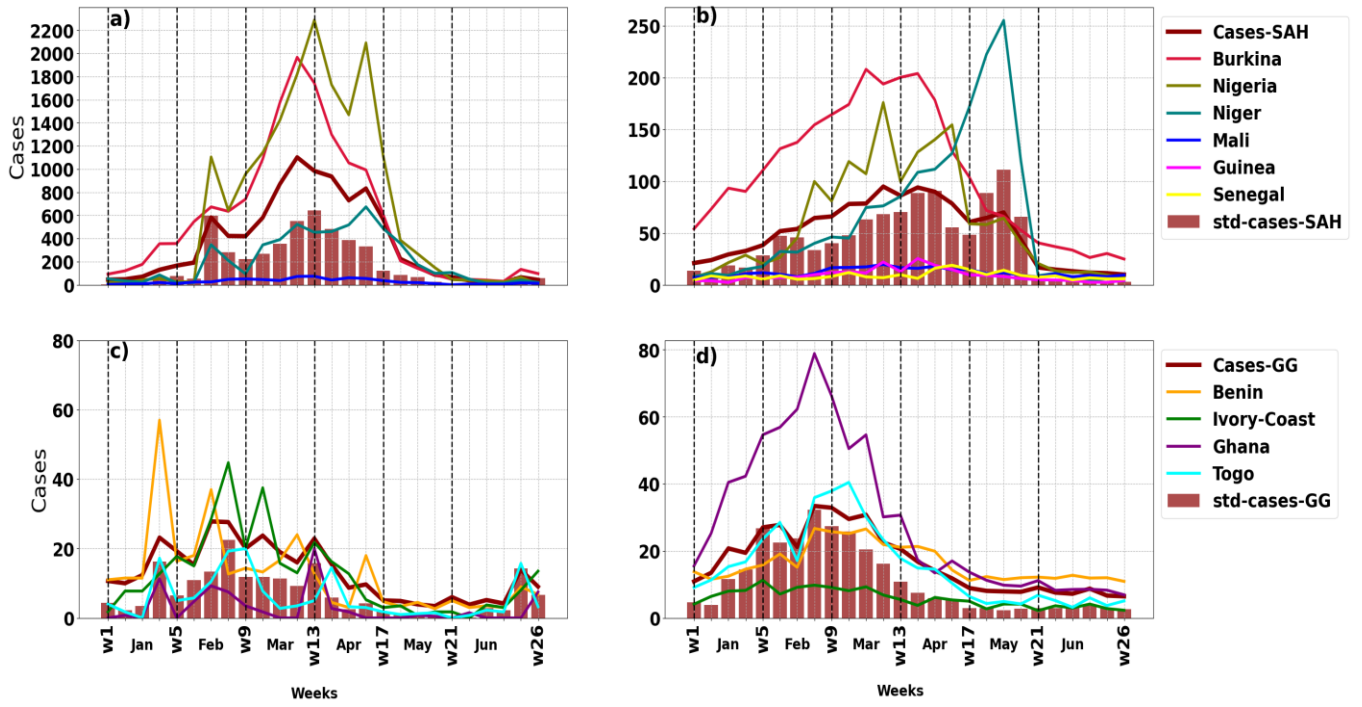 a)
2200
2000
1800
1600
1400
1200
1000
800
600
400
200
0
Cases
b)
250
200
150
100
50
0
Cases-SAH
Burkina
Nigeria
Niger
Mali
Guinea
Senegal
std-cases-SAH
c)
80
60
40
20
0
Cases
w1 Jan w5 Feb w9 Mar w13 Apr w17 May w21 Jun w26
Weeks
d)
80
60
40
20
0
w1 Jan w5 Feb w9 Mar w13 Apr w17 May w21 Jun w26
Weeks
Cases-GG
Benin
Ivory-Coast
Ghana
Togo
std-cases-GG